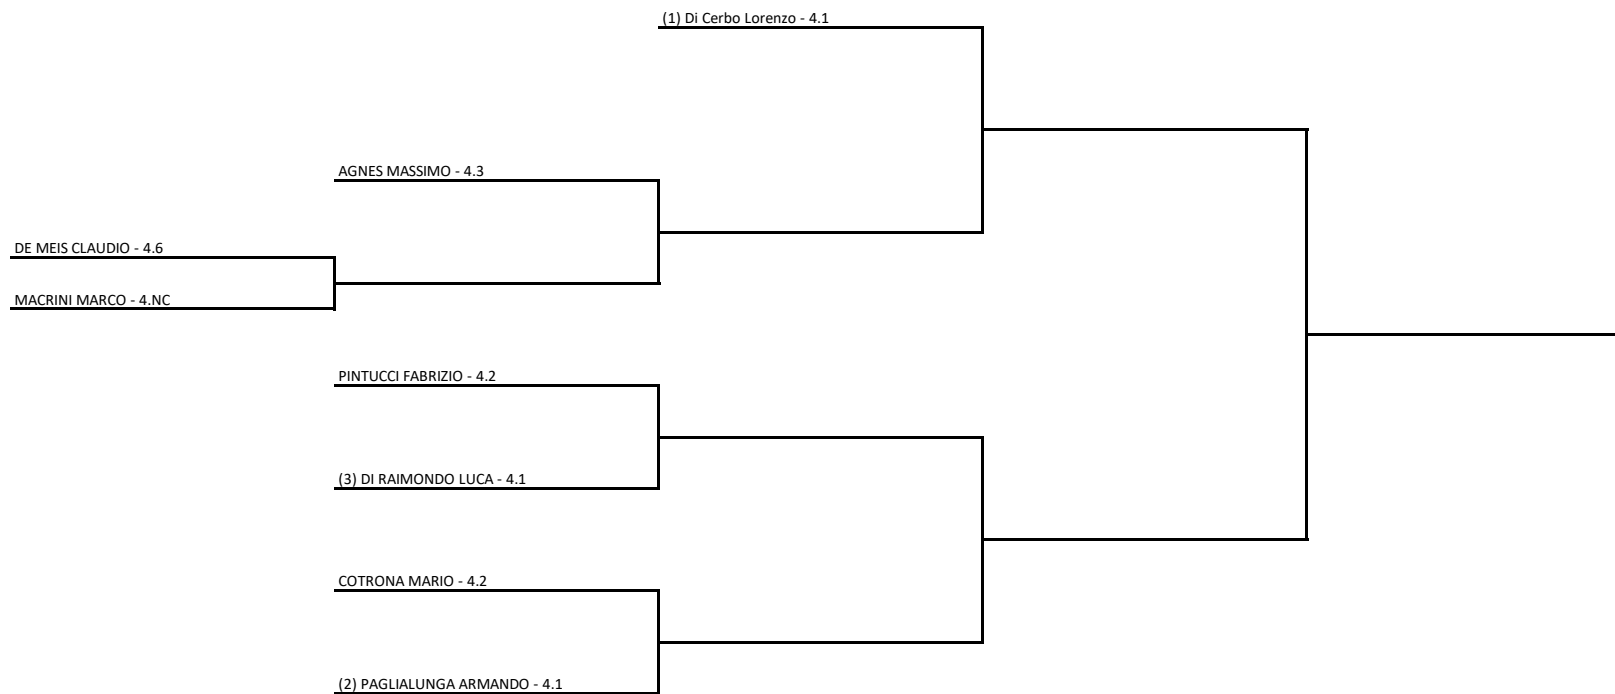 (1) Di Cerbo Lorenzo - 4.1
AGNES MASSIMO - 4.3
DE MEIS CLAUDIO - 4.6
MACRINI MARCO - 4.NC
PINTUCCI FABRIZIO - 4.2
(3) DI RAIMONDO LUCA - 4.1
COTRONA MARIO - 4.2
(2) PAGLIALUNGA ARMANDO - 4.1